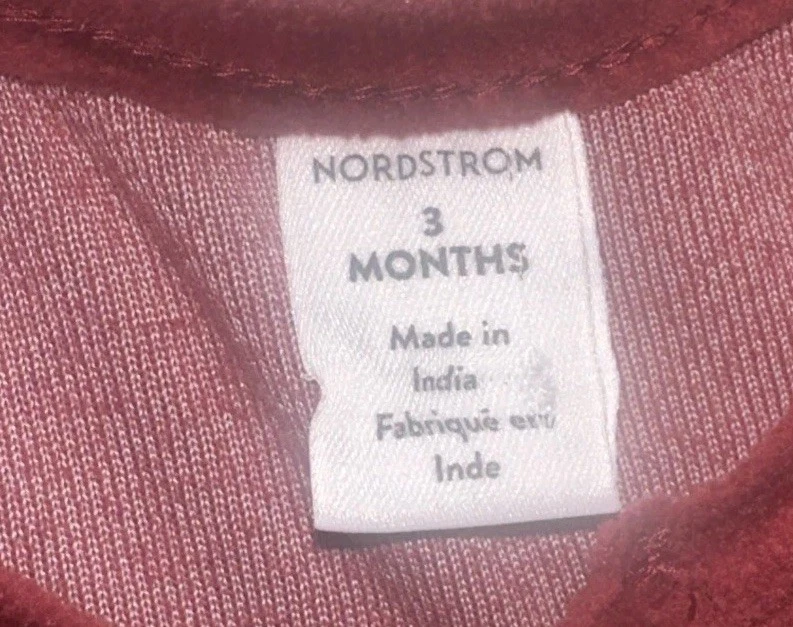 NORDSTROM
3
MONTHS
Made in
India
Fabriqué en
Inde